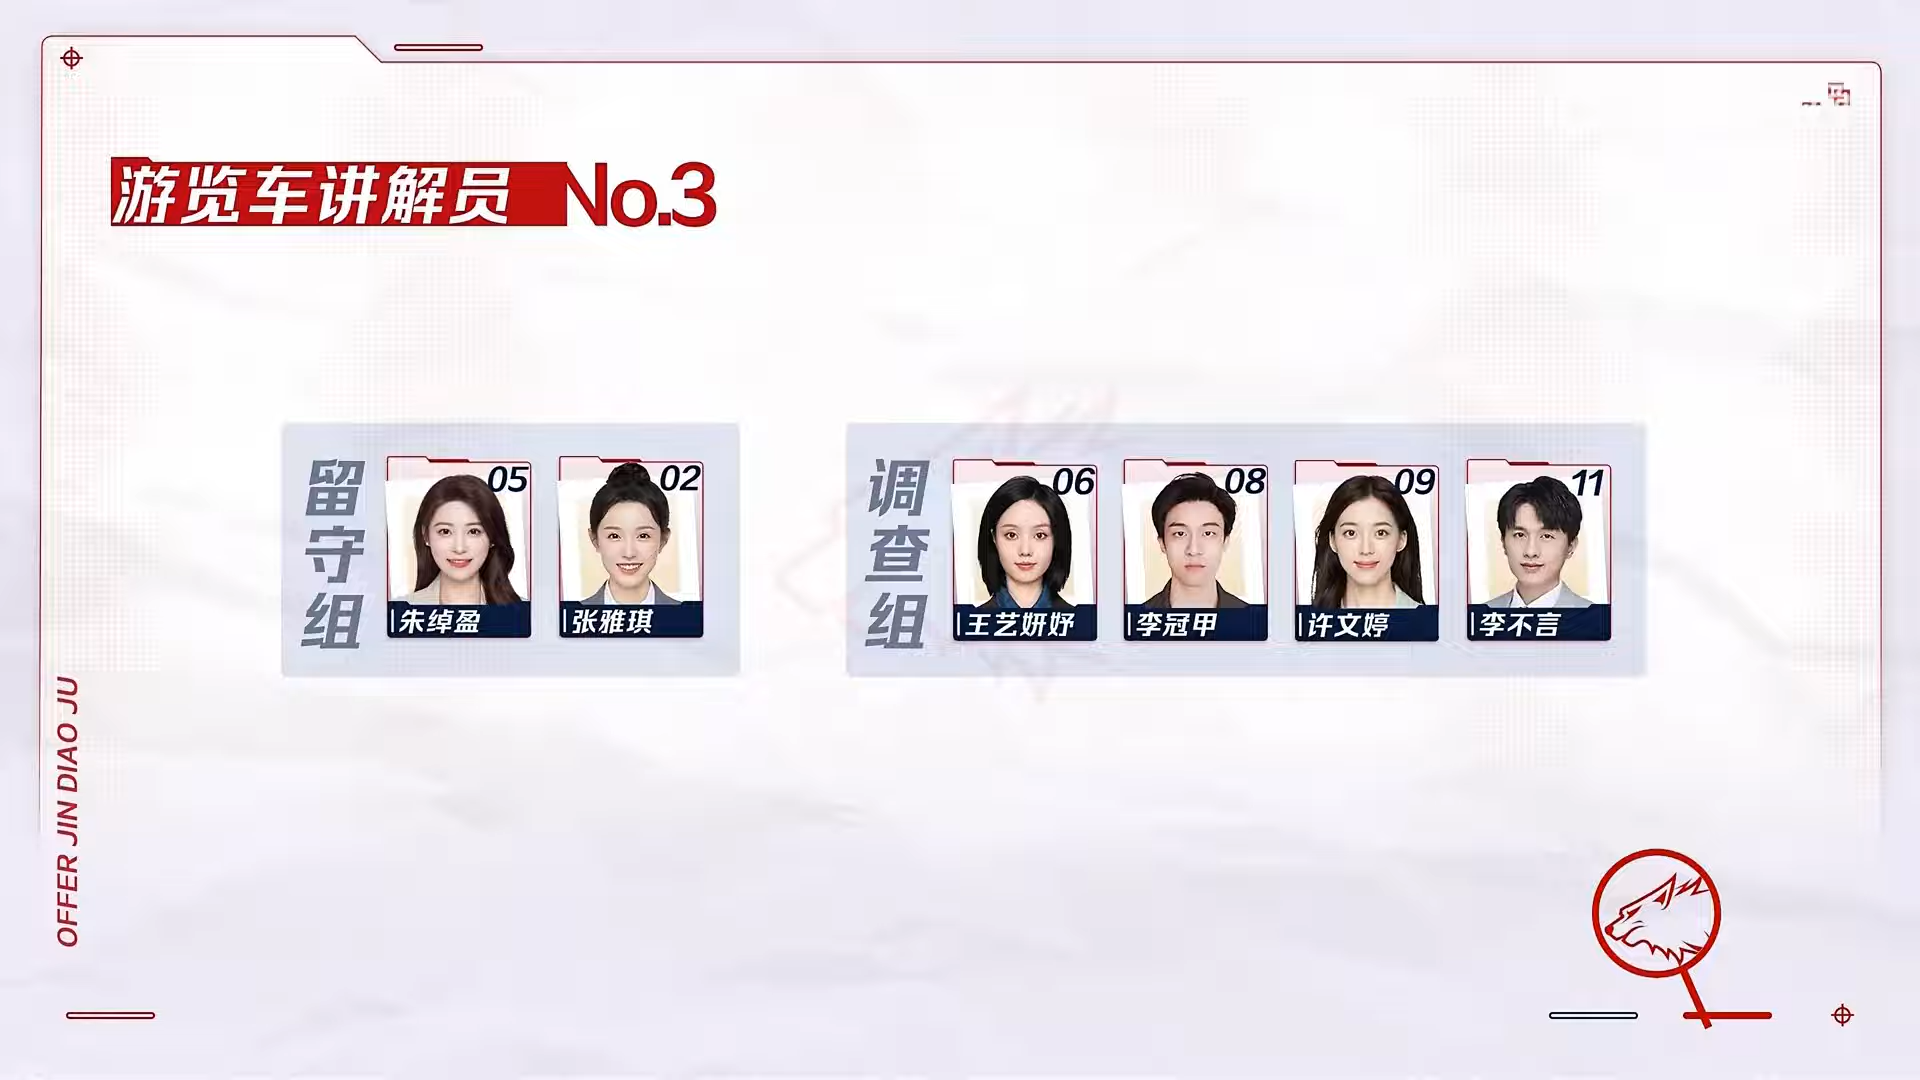 游览车讲解员 No.3
留守组
05
朱绰盈
02
张雅琪
调查组
06
王艺妍妤
08
李冠甲
09
许文婷
11
李不言
OFFER JIN DIAO JU